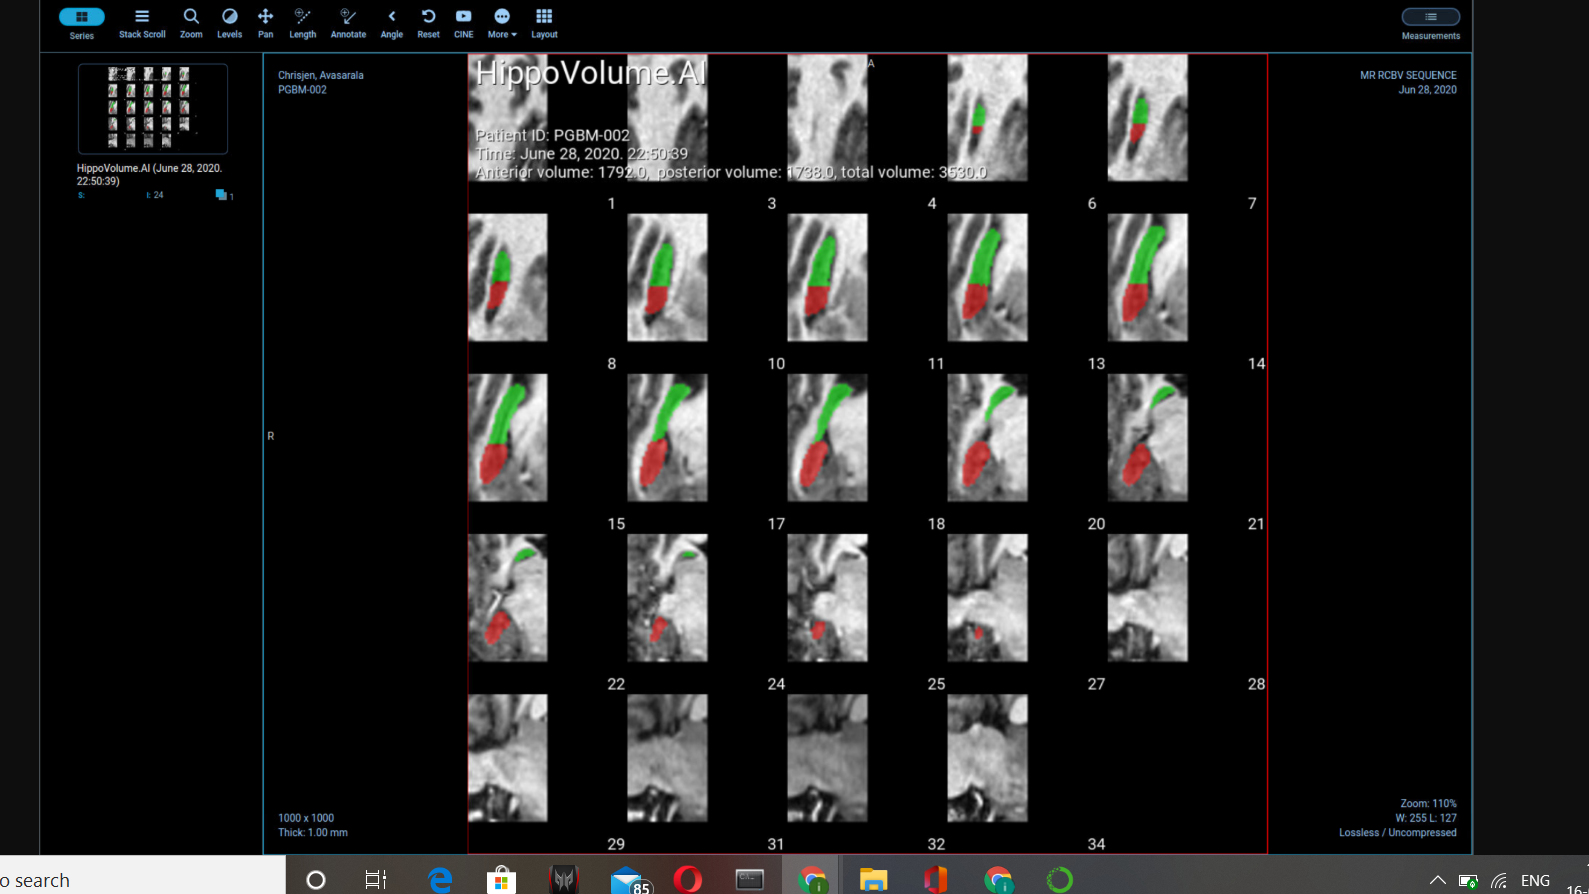 Series
Stack Scroll
Zoom
Levels
Pan
Length
Annotate
Angle
Reset
CINE
More
Layout
Measurements
HippoVolume.AI (June 28, 2020.
22:50:39)
S:
I: 24
1
Chrisjen, Avasarala
PGBM-002
MR RCBV SEQUENCE
Jun 28, 2020
A
R
HippoVolume.AI
Patient ID: PGBM-002
Time: June 28, 2020. 22:50:39
Anterior volume: 1792.0, posterior volume: 1738.0, total volume: 3530.0
1 3 4 6 7
8 10 11 13 14
15 17 18 20 21
22 24 25 27 28
29 31 32 34
1000 x 1000
Thick: 1.00 mm
Zoom: 110%
W: 255 L: 127
Lossless / Uncompressed
o search
85
ENG